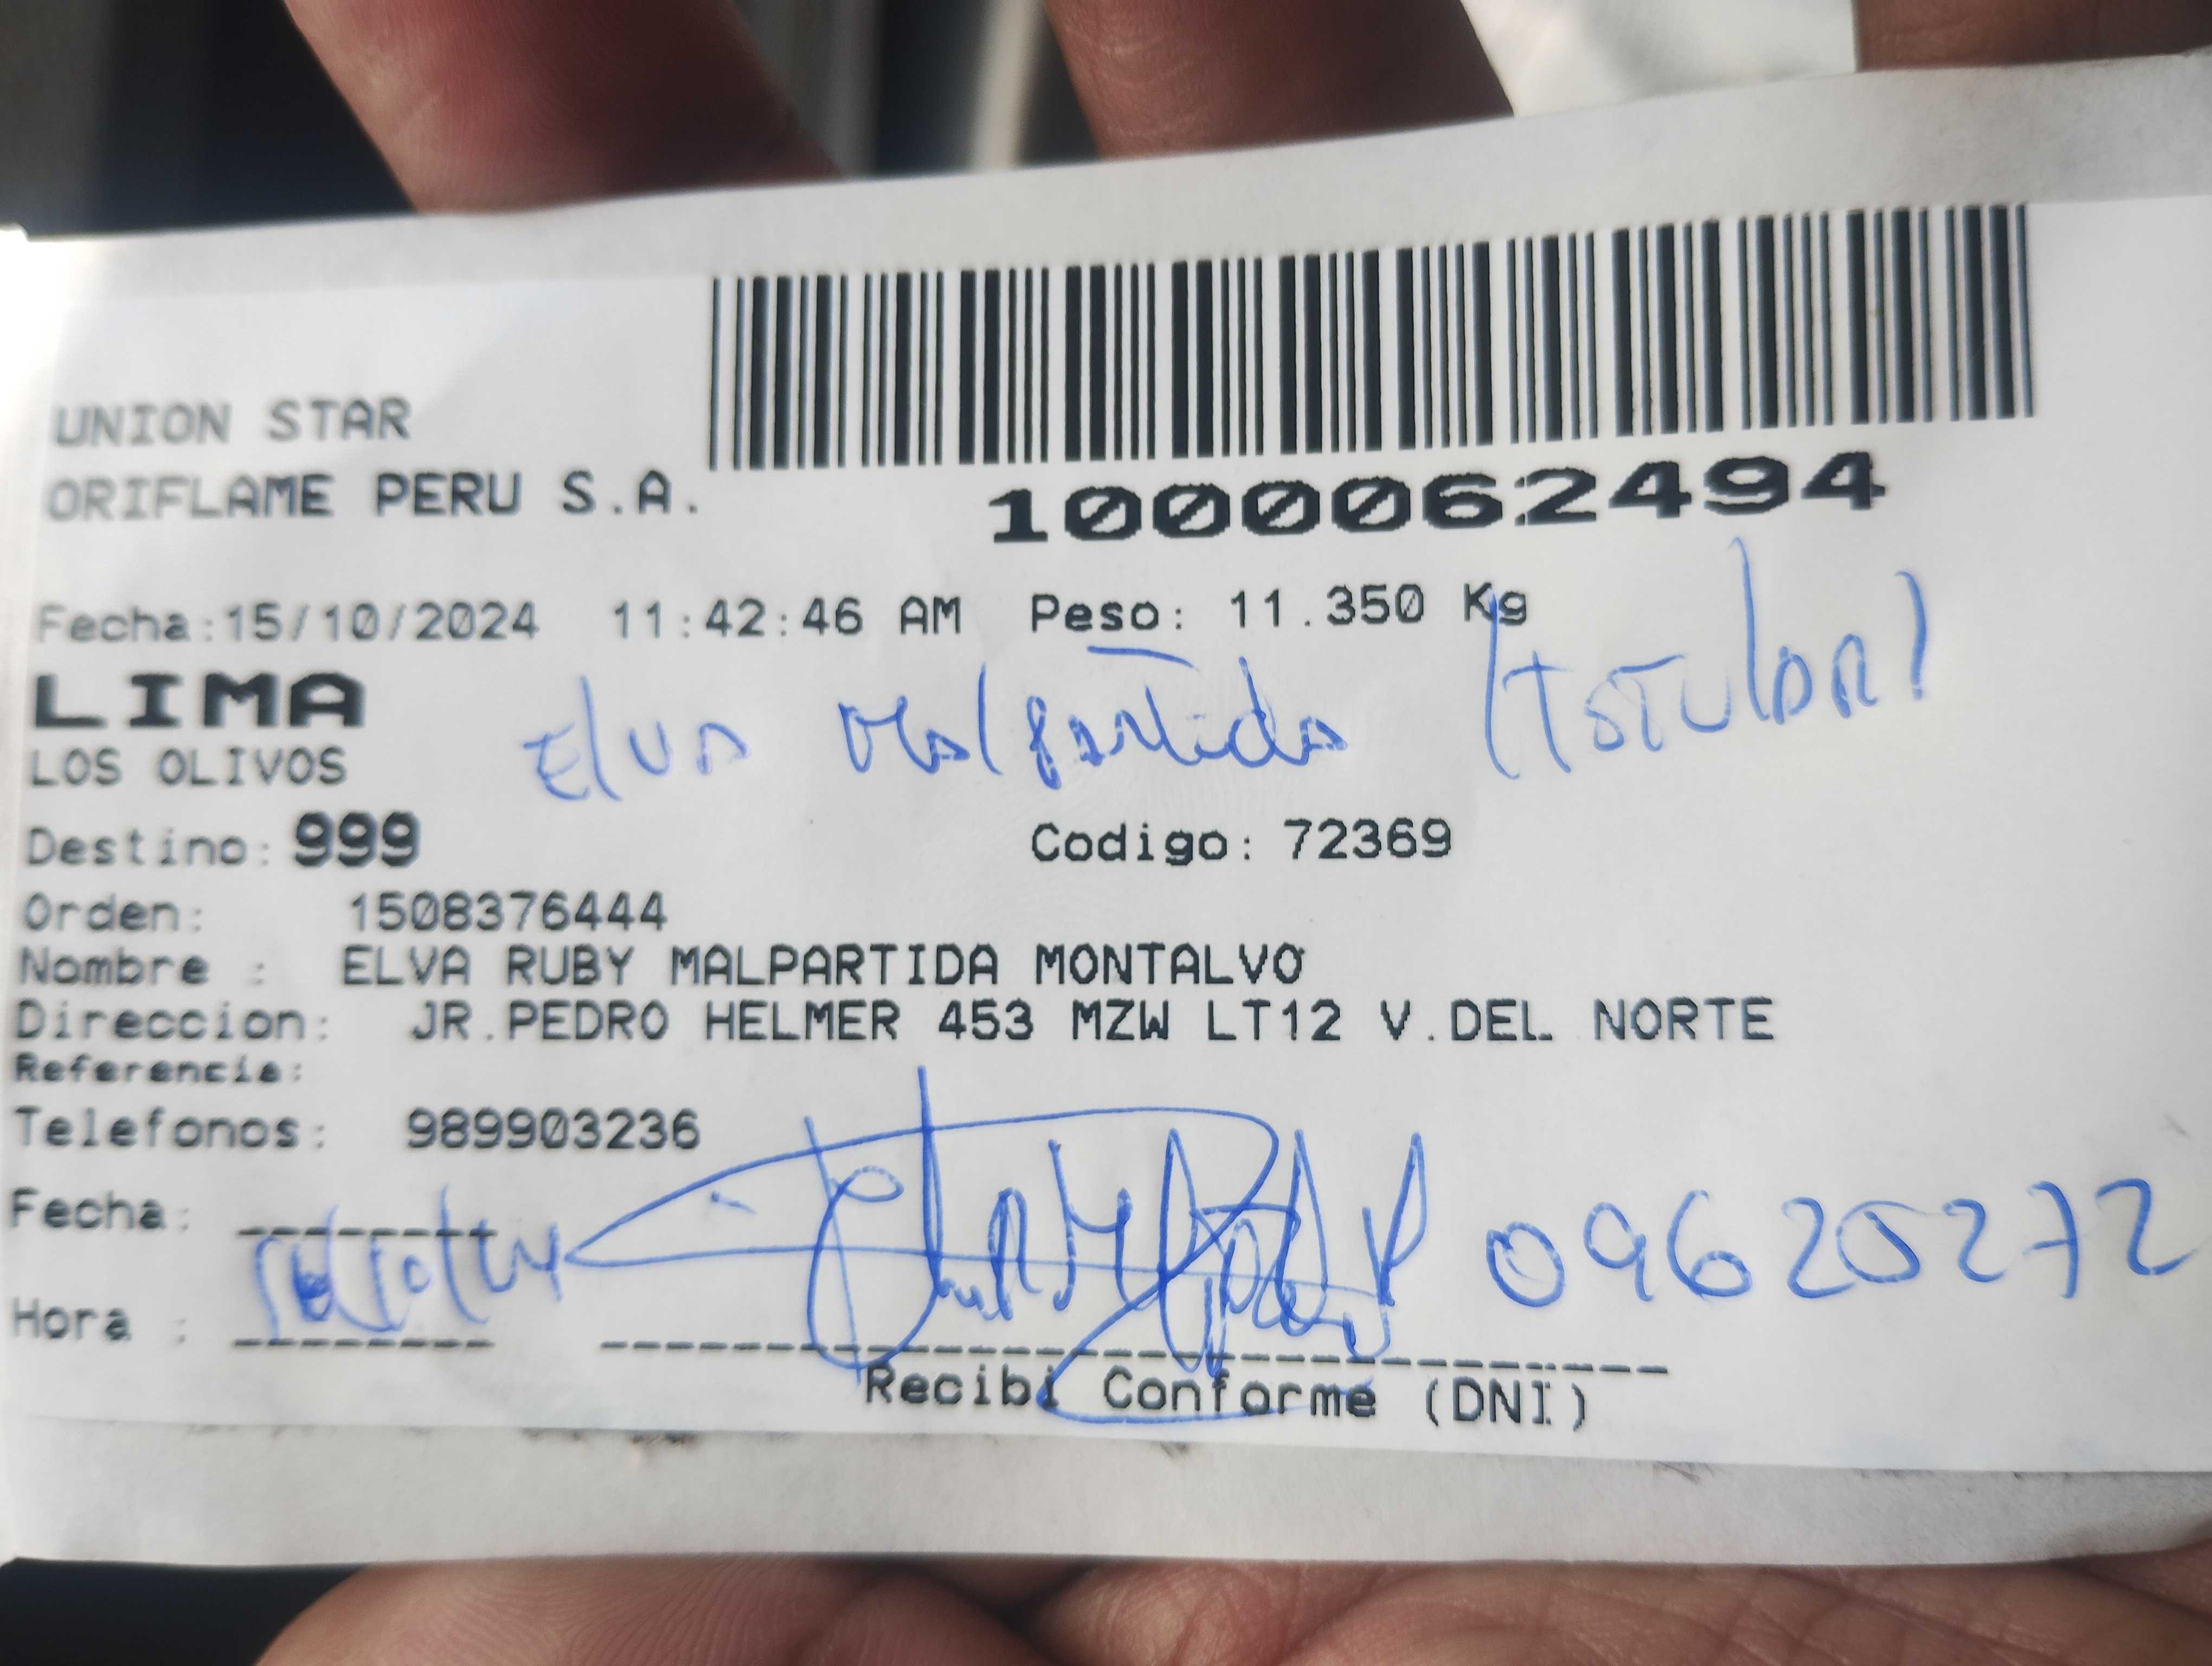 UNION STAR
ORIFLAME PERU S.A.
1000062494
Fecha:15/10/2024 11:42:46 AM Peso: 11.350 Kg
LIMA
LOS OLIVOS
Elva Malpartida (TITULAR)
Destino: 999 Codigo: 72369
Orden: 1508376444
Nombre : ELVA RUBY MALPARTIDA MONTALVO
Direccion: JR.PEDRO HELMER 453 MZW LT12 V.DEL NORTE
Referencia:
Telefonos: 989903236
Fecha:
09625272
Hora :
Recibi Conforme (DNI)